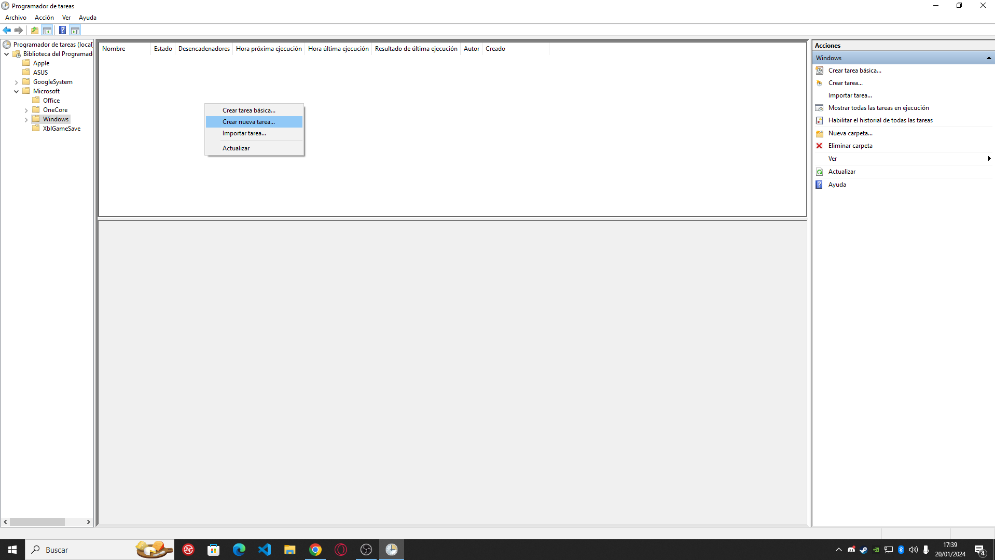 Programador de tareas
Archivo Acción Ver Ayuda
Programador de tareas (local
Biblioteca del Programad
Apple
ASUS
GoogleSystem
Microsoft
Office
OneCore
Windows
XblGameSave
Nombre Estado Desencadenadores Hora próxima ejecución Hora última ejecución Resultado de última ejecución Autor Creado
Crear tarea básica...
Crear nueva tarea...
Importar tarea...
Actualizar
Acciones
Windows
Crear tarea básica...
Crear tarea...
Importar tarea...
Mostrar todas las tareas en ejecución
Habilitar el historial de todas las tareas
Nueva carpeta...
Eliminar carpeta
Ver
Actualizar
Ayuda
Buscar
17:39
20/01/2024